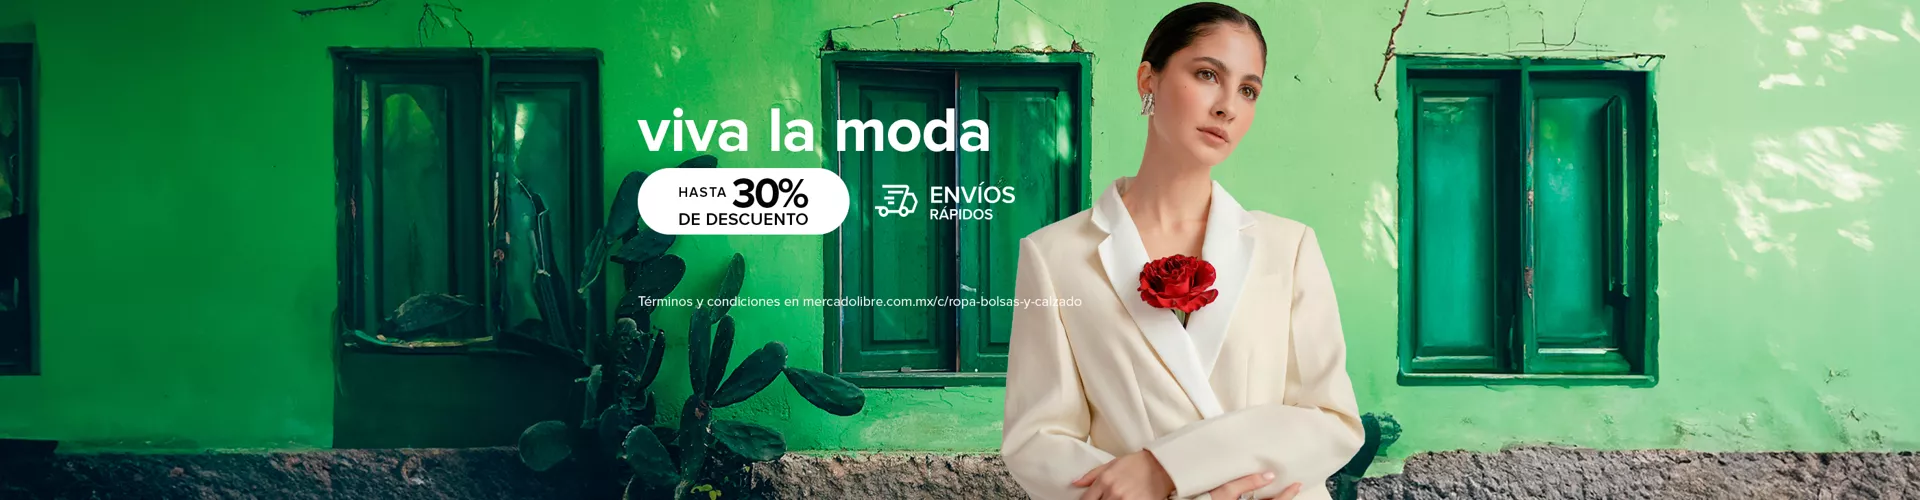 viva la moda
HASTA 30%
DE DESCUENTO
ENVÍOS
RÁPIDOS
Términos y condiciones en mercadolibre.com.mx/c/ropa-bolsas-y-calzado